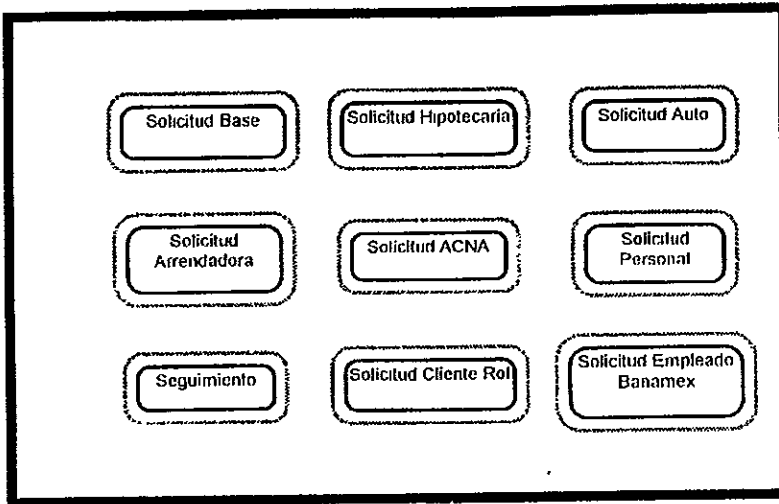 Solicitud Base
Solicitud Hipotecaria
Solicitud Auto
Solicitud
Arrendadora
Solicitud ACNA
Solicitud
Personal
Seguimiento
Solicitud Cliente Rol
Solicitud Empleado
Banamex